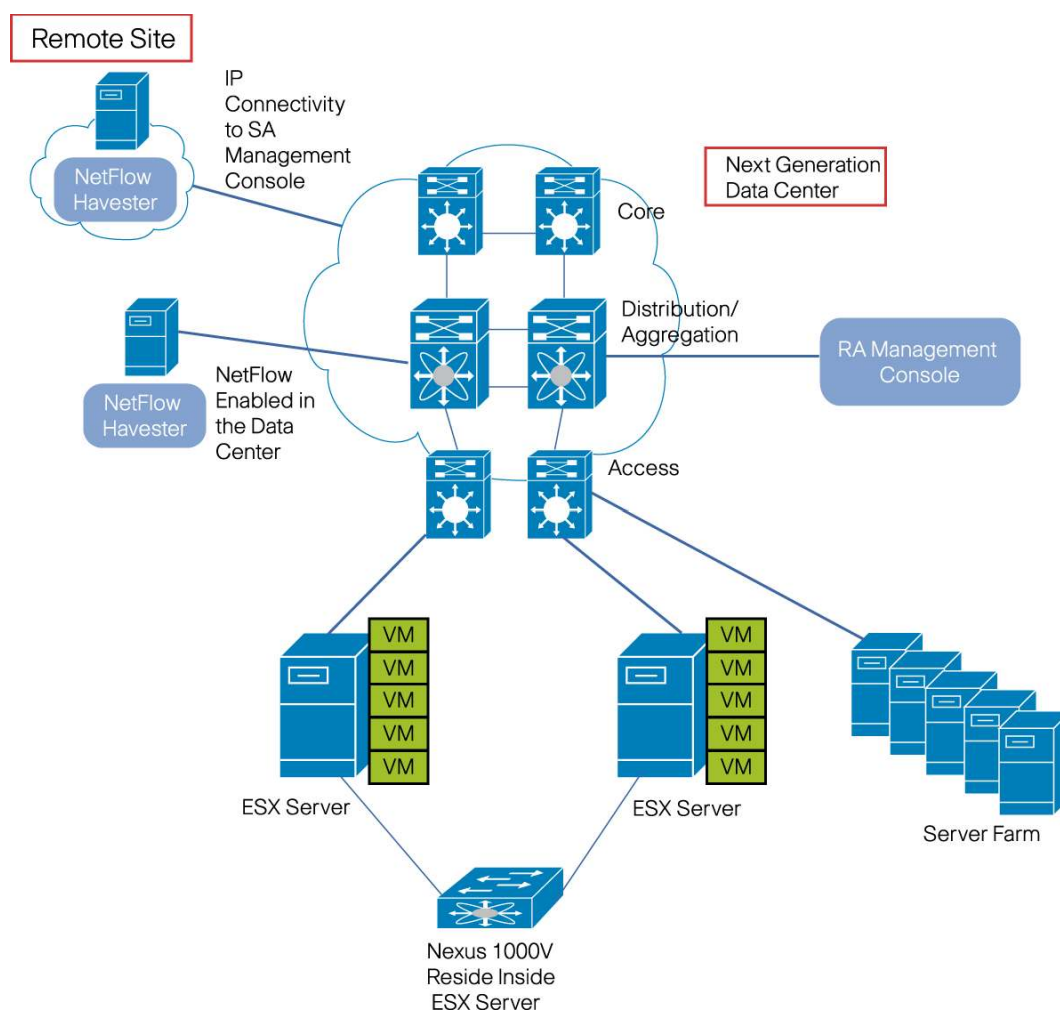 Remote Site
IP
Connectivity
to SA
Management
Console
NetFlow
Havester
Next Generation
Data Center
Core
Distribution/
Aggregation
RA Management
Console
NetFlow
Havester
NetFlow
Enabled in
the Data
Center
Access
VM
VM
VM
VM
VM
VM
VM
VM
VM
VM
ESX Server
ESX Server
Server Farm
Nexus 1000V
Reside Inside
ESX Server